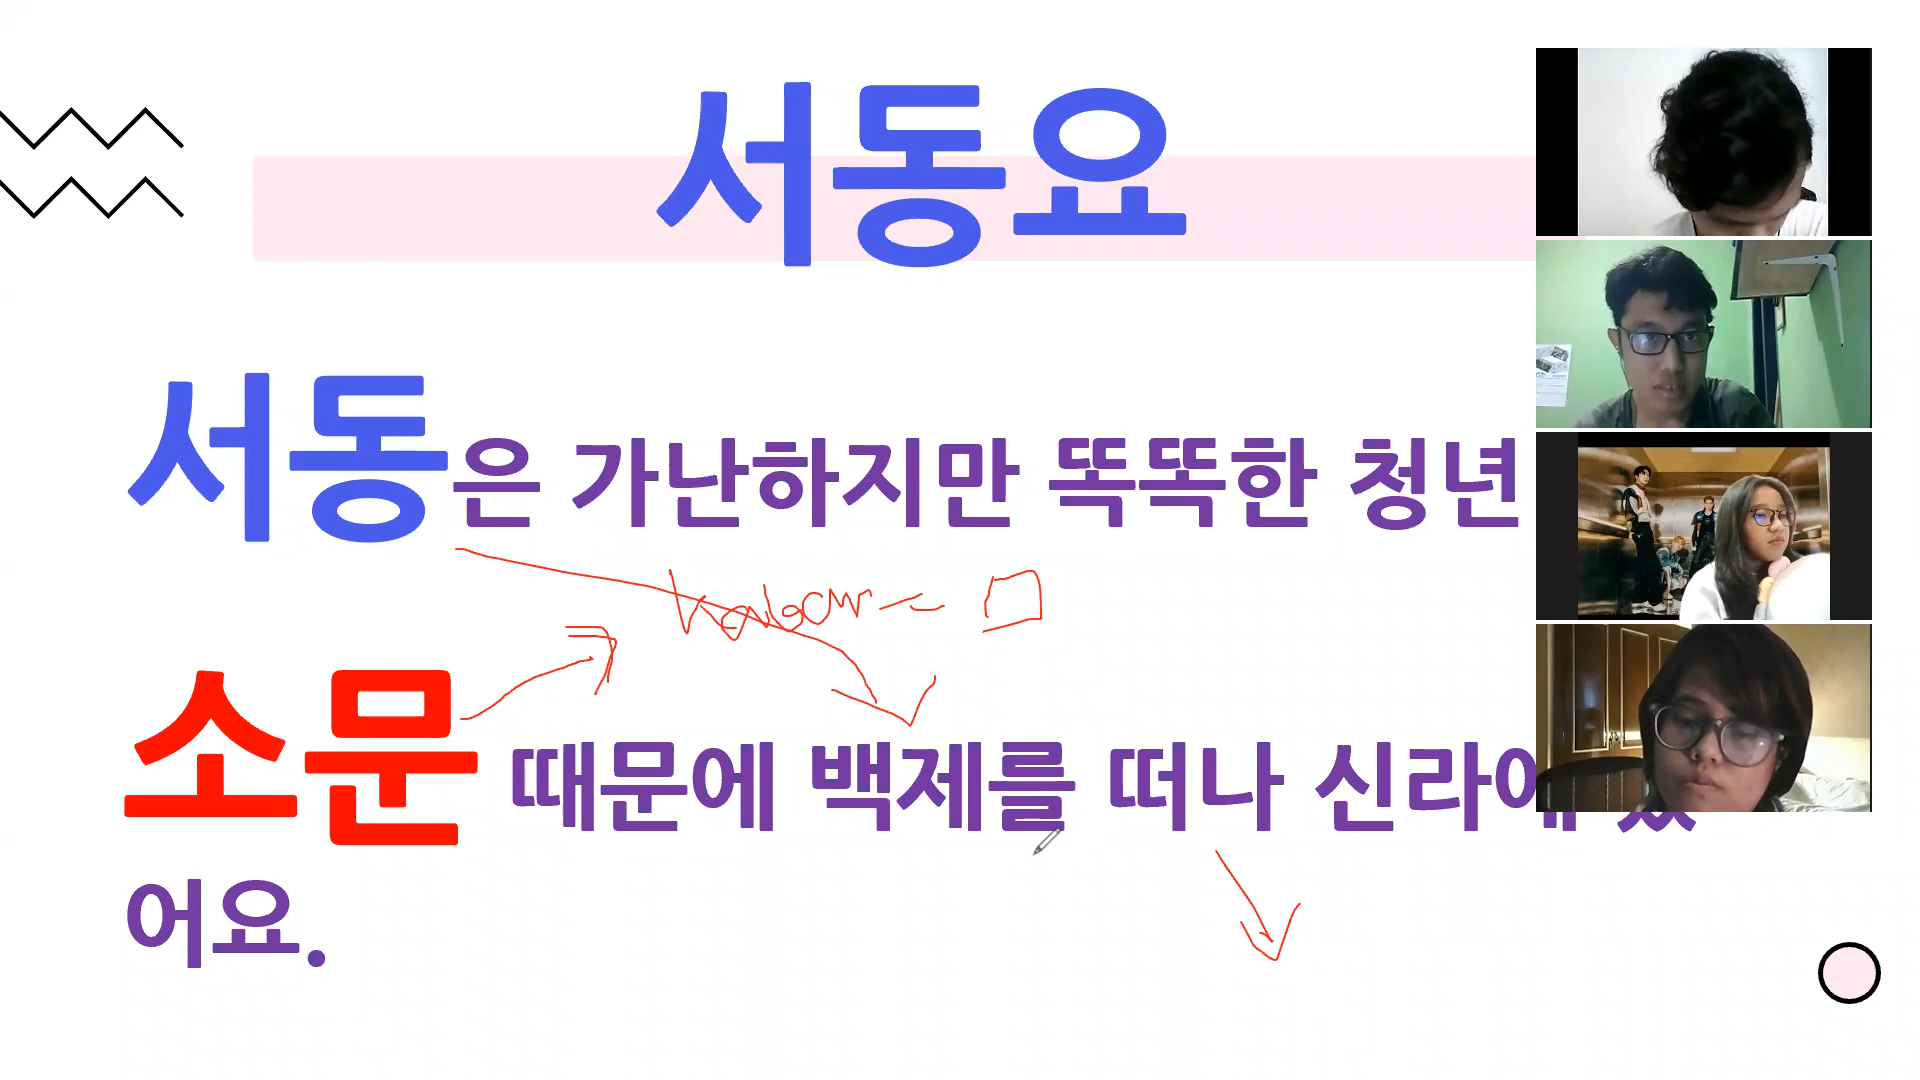 서동요
서동은 가난하지만 똑똑한 청년
소문 때문에 백제를 떠나 신라에
어요.